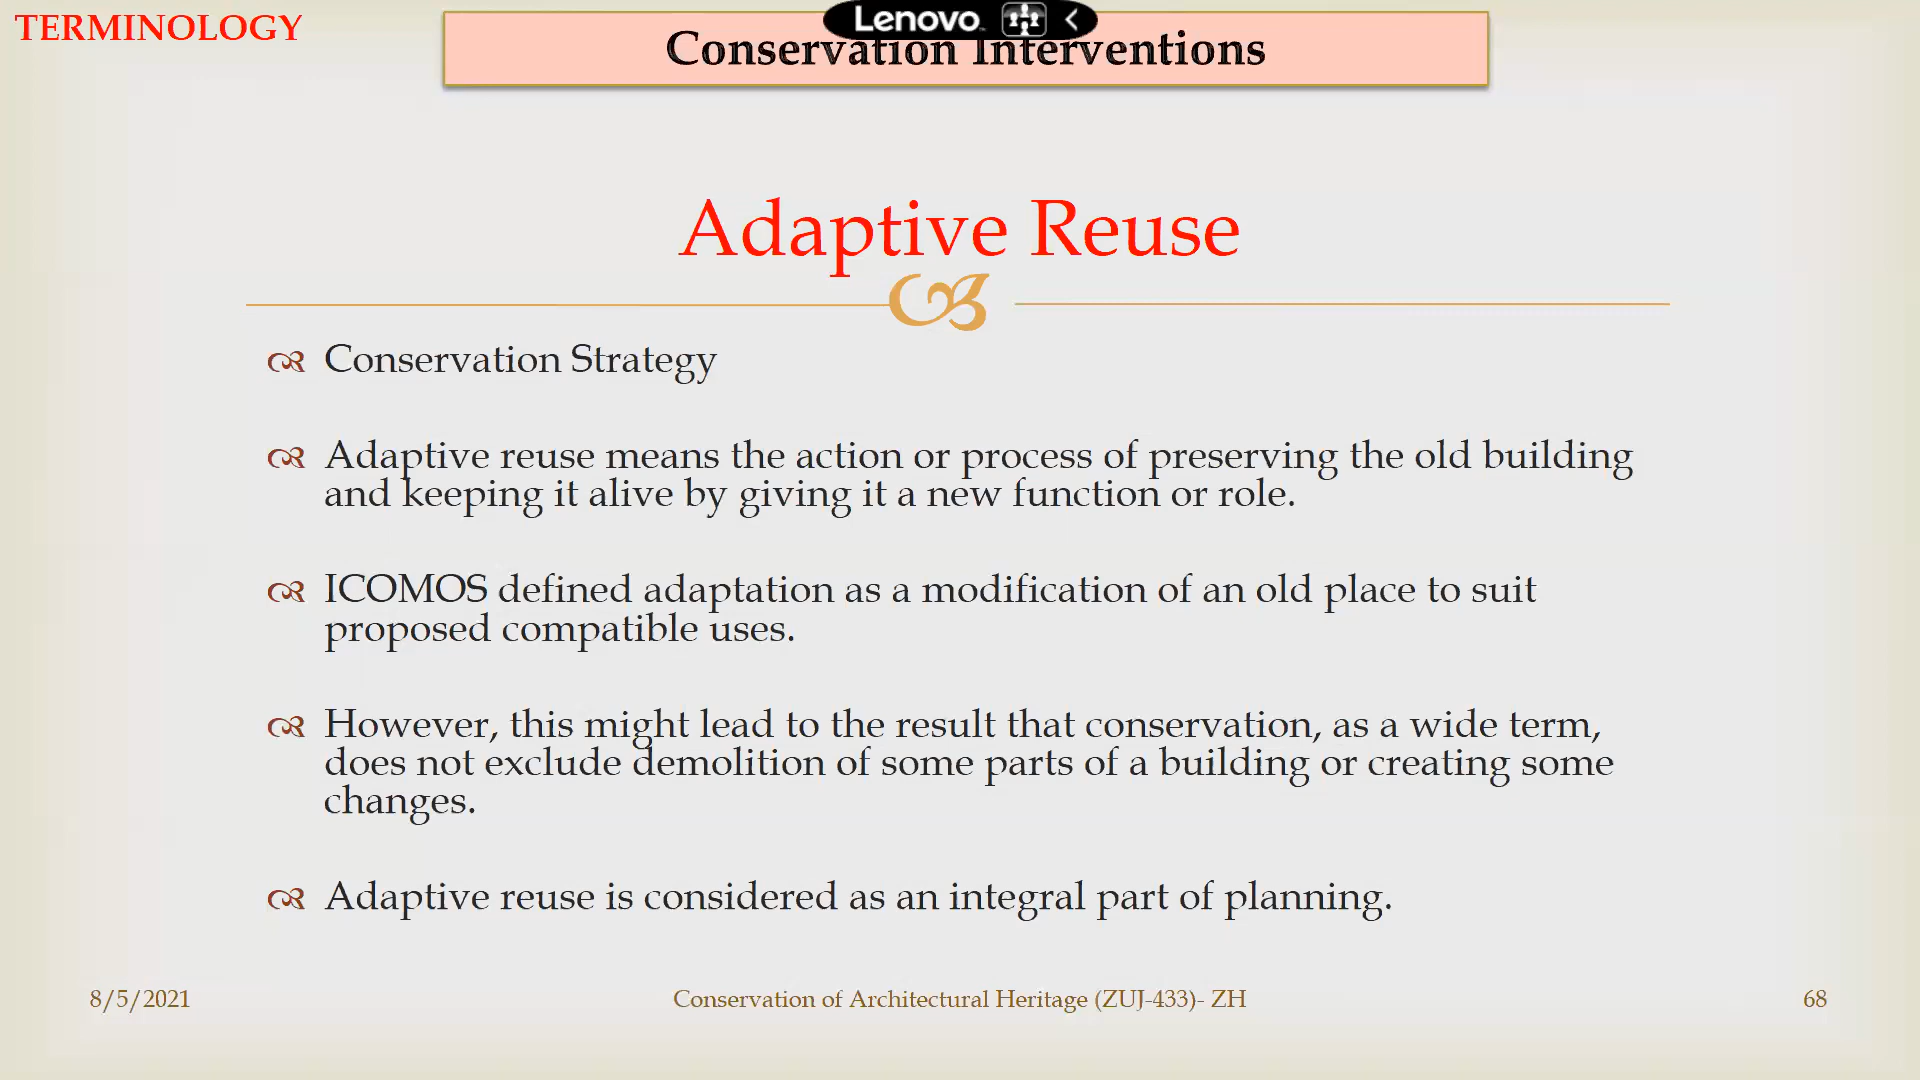 TERMINOLOGY
Lenovo
Conservation Interventions
Adaptive Reuse
Conservation Strategy
Adaptive reuse means the action or process of preserving the old building
and keeping it alive by giving it a new function or role.
ICOMOS defined adaptation as a modification of an old place to suit
proposed compatible uses.
However, this might lead to the result that conservation, as a wide term,
does not exclude demolition of some parts of a building or creating some
changes.
Adaptive reuse is considered as an integral part of planning.
8/5/2021
Conservation of Architectural Heritage (ZUJ-433)- ZH
68